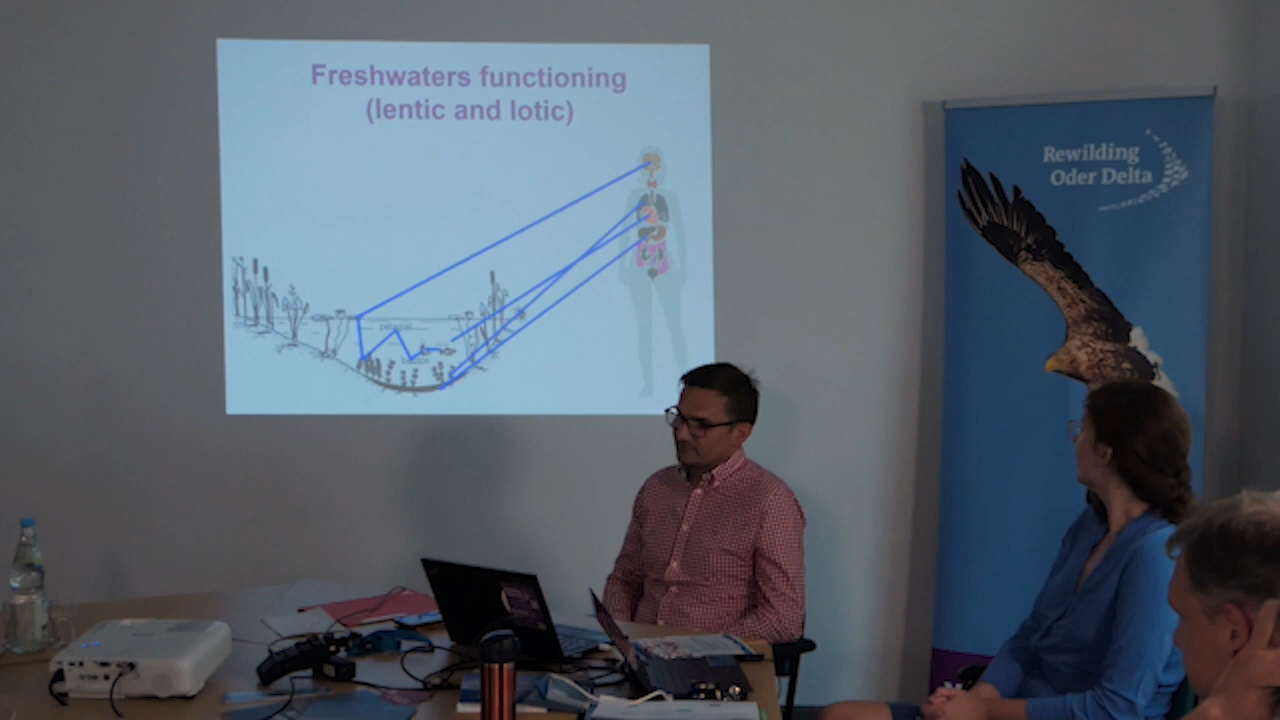 Freshwaters functioning
(lentic and lotic)
Rewilding
Oder Delta